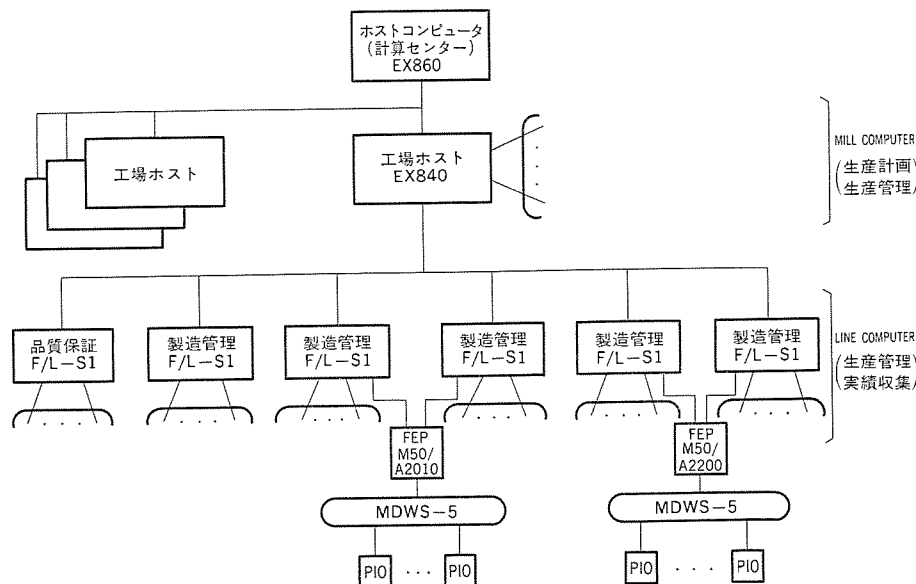 ホストコンピュータ
(計算センター)
EX860
工場ホスト
工場ホスト
EX840
MILL COMPUTER
(生産計画
生産管理)
品質保証
F/L-S1
製造管理
F/L-S1
製造管理
F/L-S1
製造管理
F/L-S1
製造管理
F/L-S1
製造管理
F/L-S1
LINE COMPUTER
(生産管理
実績収集)
FEP
M50/
A2010
FEP
M50/
A2200
MDWS-5
MDWS-5
PIO ... PIO
PIO ... PIO